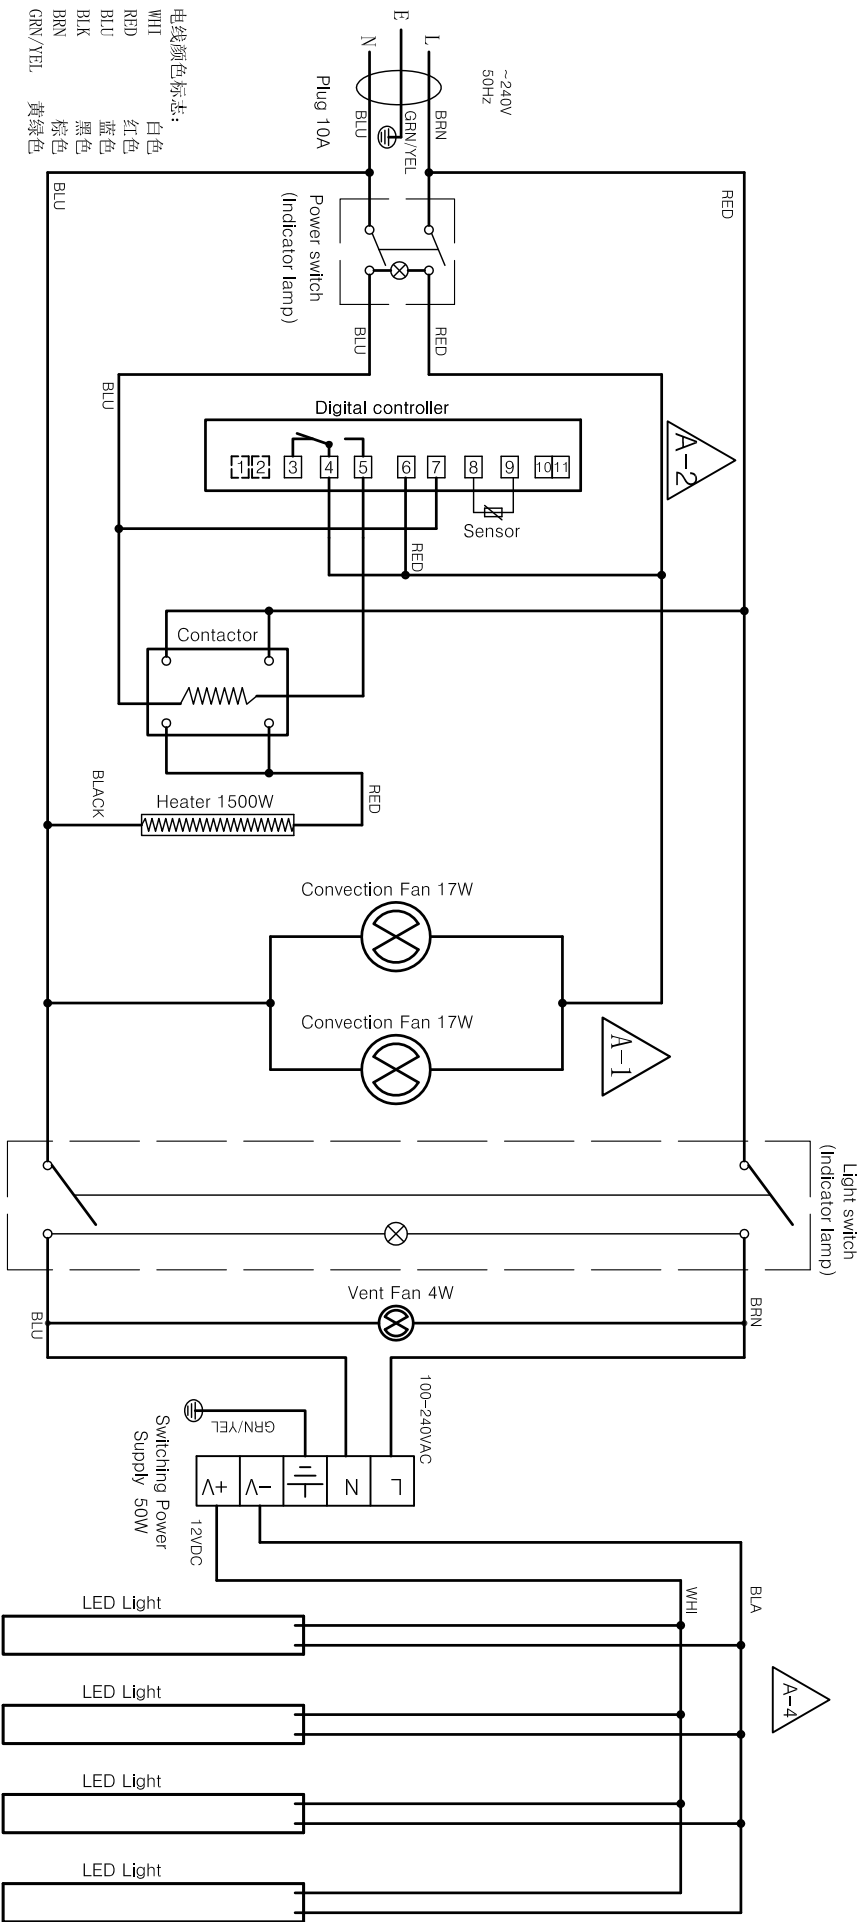 ~240V
50Hz
L
E
N
BRN
GRN/YEL
BLU
Plug 10A
电线颜色标志:
WHI 白色
RED 红色
BLU 蓝色
BLK 黑色
BRN 棕色
GRN/YEL 黄绿色
RED
BLU
Power switch
(Indicator lamp)
RED
BLU
BLU
Digital controller
1 2 3 4 5 6 7 8 9 10 11
Sensor
RED
A-2
Contactor
BLACK
Heater 1500W
RED
Convection Fan 17W
Convection Fan 17W
A-1
Light switch
(Indicator lamp)
Vent Fan 4W
BLU
BRN
100-240VAC
GRN/YEL
L
N
V-
V+
12VDC
Switching Power
Supply 50W
WHI
BLA
A-4
LED Light
LED Light
LED Light
LED Light